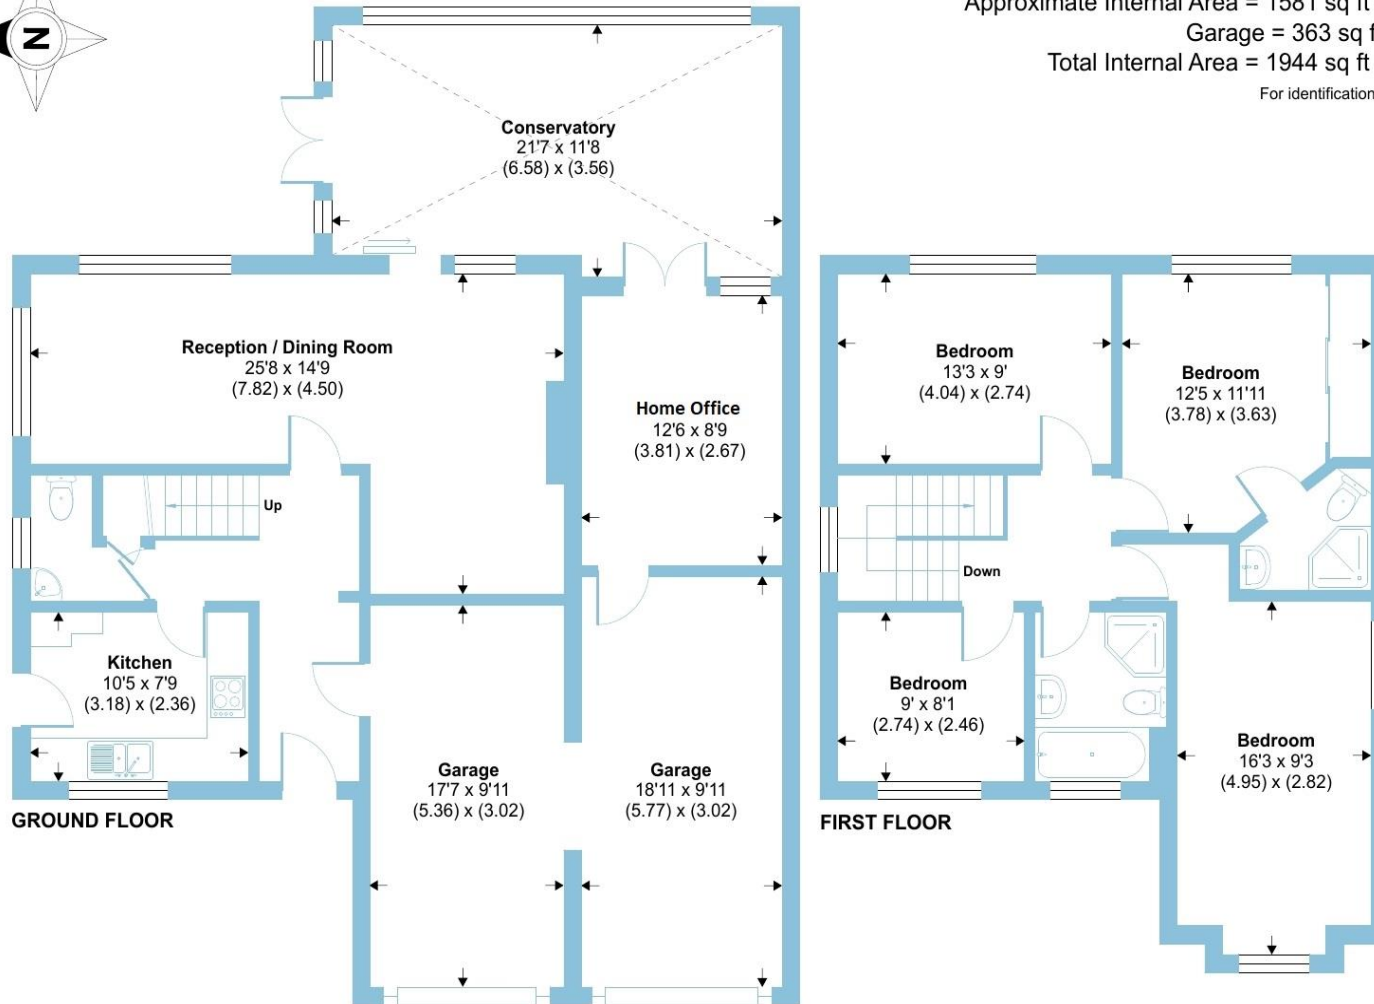 N
Approximate Internal Area = 1581 sq ft
Garage = 363 sq f
Total Internal Area = 1944 sq ft
For identification
Conservatory
21'7 x 11'8
(6.58) x (3.56)
Reception / Dining Room
25'8 x 14'9
(7.82) x (4.50)
Home Office
12'6 x 8'9
(3.81) x (2.67)
Up
Kitchen
10'5 x 7'9
(3.18) x (2.36)
Garage
17'7 x 9'11
(5.36) x (3.02)
Garage
18'11 x 9'11
(5.77) x (3.02)
GROUND FLOOR
Bedroom
13'3 x 9'
(4.04) x (2.74)
Bedroom
12'5 x 11'11
(3.78) x (3.63)
Down
Bedroom
9' x 8'1
(2.74) x (2.46)
Bedroom
16'3 x 9'3
(4.95) x (2.82)
FIRST FLOOR